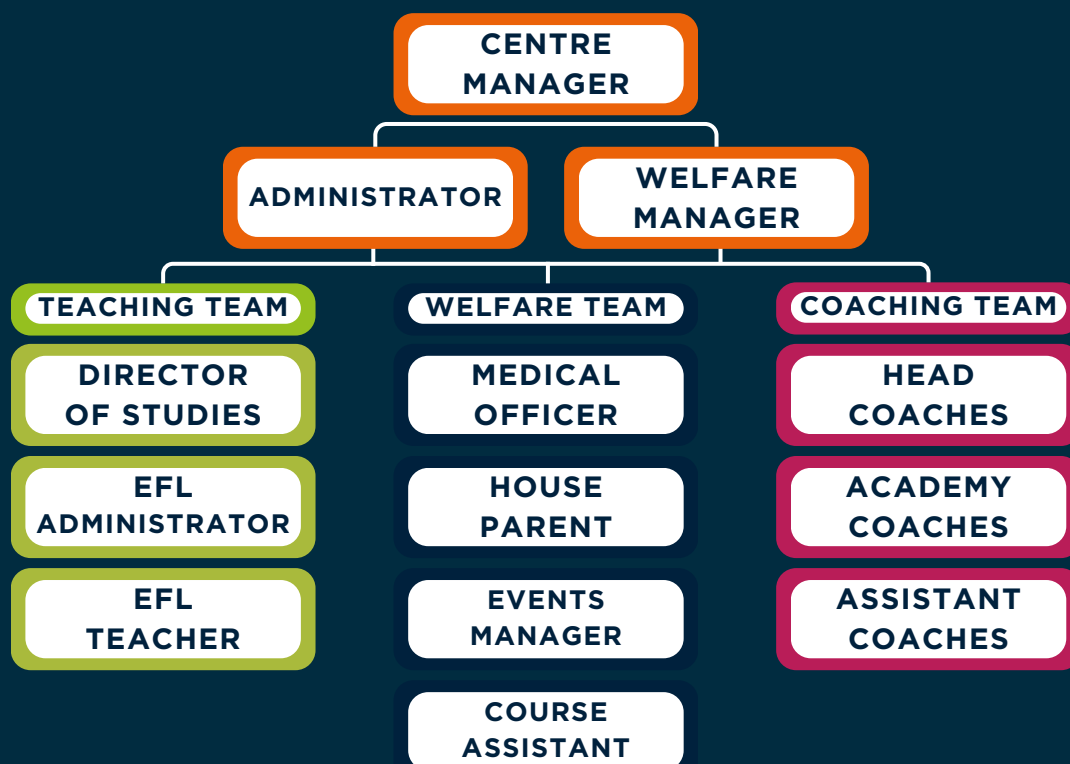 CENTRE
MANAGER
ADMINISTRATOR
WELFARE
MANAGER
TEACHING TEAM
DIRECTOR
OF STUDIES
EFL
ADMINISTRATOR
EFL
TEACHER
WELFARE TEAM
MEDICAL
OFFICER
HOUSE
PARENT
EVENTS
MANAGER
COURSE
ASSISTANT
COACHING TEAM
HEAD
COACHES
ACADEMY
COACHES
ASSISTANT
COACHES